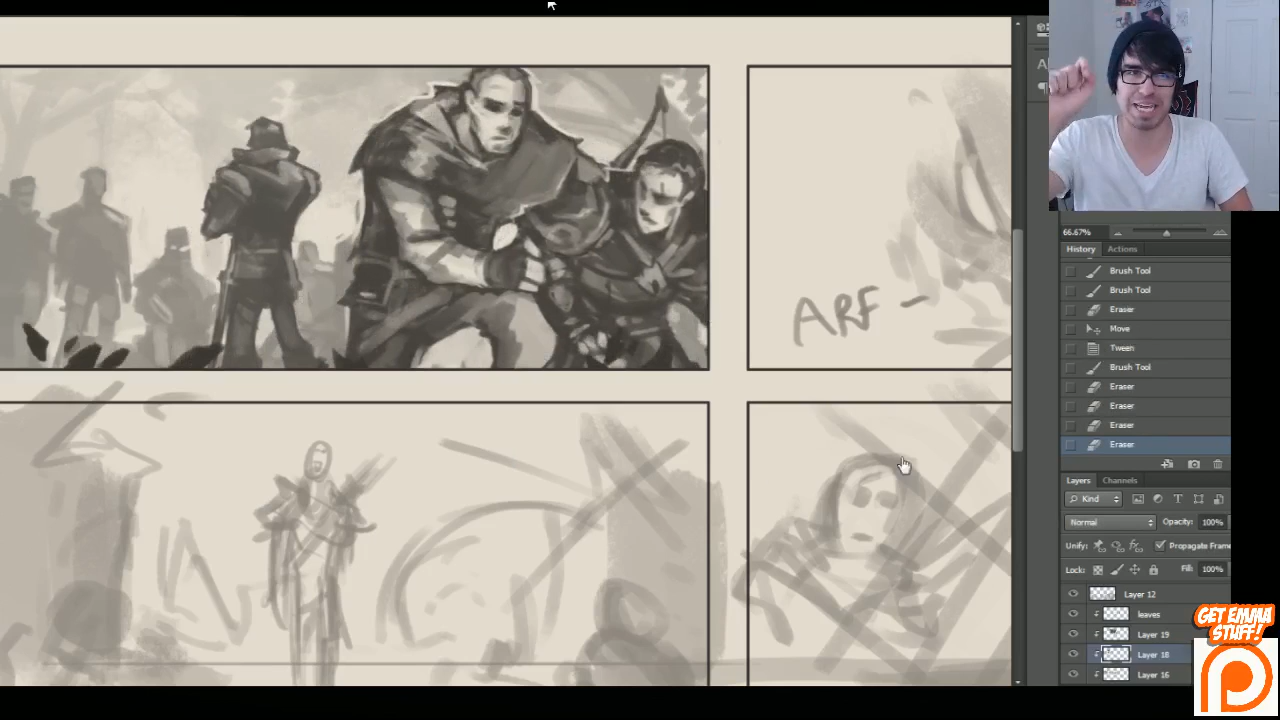 ARF -
66.67%
History
Actions
Brush Tool
Brush Tool
Eraser
Move
Tween
Brush Tool
Eraser
Eraser
Eraser
Eraser
Layers
Channels
Kind
Normal
Opacity: 100%
Unify:
Propagate Frame
Lock:
Fill: 100%
Layer 12
leaves
Layer 19
Layer 18
Layer 16
GET EMMA
STUFF!